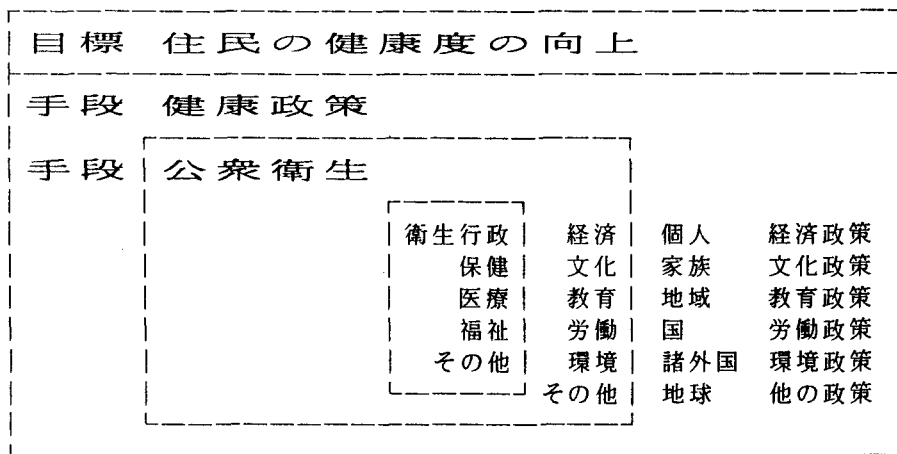 目標 住民の健康度の向上
手段 健康政策
手段 公衆衛生
衛生行政 経済 個人 経済政策
保健 文化 家族 文化政策
医療 教育 地域 教育政策
福祉 労働 国 労働政策
その他 環境 諸外国 環境政策
その他 地球 他の政策